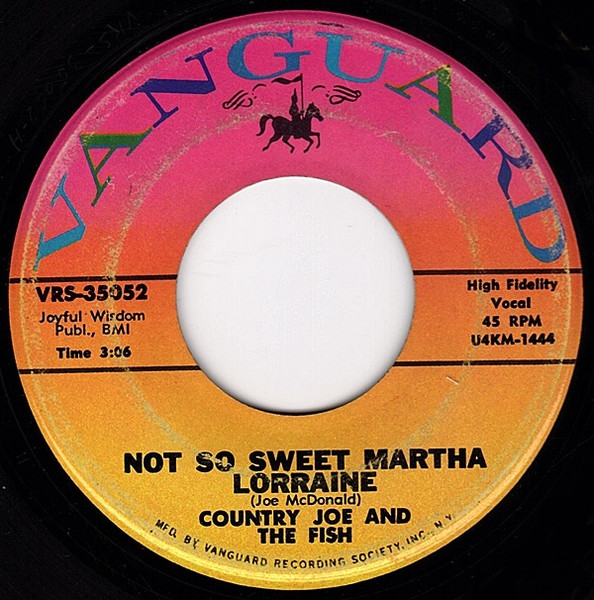 VANGUARD
VRS-35052
Joyful Wisdom
Publ., BMI
Time 3:06
High Fidelity
Vocal
45 RPM
U4KM-1444
NOT SO SWEET MARTHA
LORRAINE
(Joe McDonald)
COUNTRY JOE AND
THE FISH
MFD. BY VANGUARD RECORDING SOCIETY, INC., N.Y.